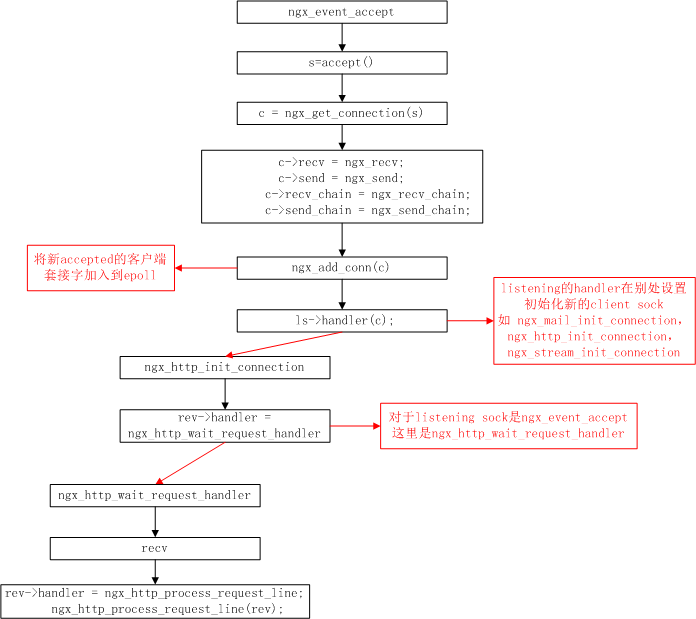 ngx_event_accept
s=accept()
c = ngx_get_connection(s)
c->recv = ngx_recv;
c->send = ngx_send;
c->recv_chain = ngx_recv_chain;
c->send_chain = ngx_send_chain;
将新accepted的客户端
套接字加入到epoll
ngx_add_conn(c)
listening的handler在别处设置
初始化新的client sock
如 ngx_mail_init_connection，
ngx_http_init_connection，
ngx_stream_init_connection
ls->handler(c);
ngx_http_init_connection
rev->handler =
ngx_http_wait_request_handler
对于listening sock是ngx_event_accept
这里是ngx_http_wait_request_handler
ngx_http_wait_request_handler
recv
rev->handler = ngx_http_process_request_line;
ngx_http_process_request_line(rev);